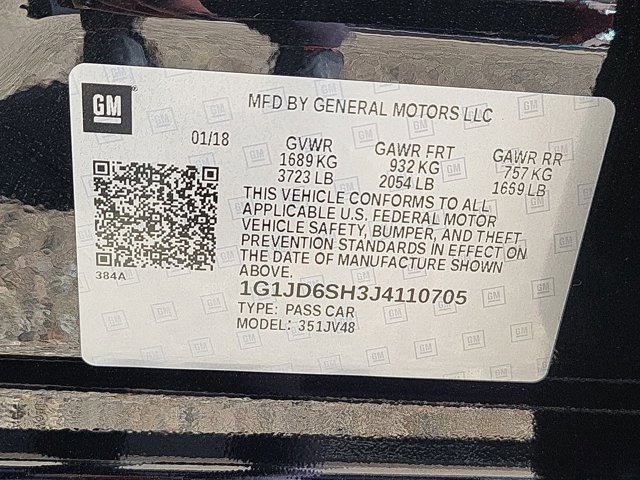 GM
MFD BY GENERAL MOTORS LLC
01/18
GVWR
1689 KG
3723 LB
GAWR FRT
932 KG
2054 LB
GAWR RR
757 KG
1669 LB
THIS VEHICLE CONFORMS TO ALL
APPLICABLE U.S. FEDERAL MOTOR
VEHICLE SAFETY, BUMPER, AND THEFT
PREVENTION STANDARDS IN EFFECT ON
THE DATE OF MANUFACTURE SHOWN
ABOVE.
384A
1G1JD6SH3J4110705
TYPE: PASS CAR
MODEL: 351JV48